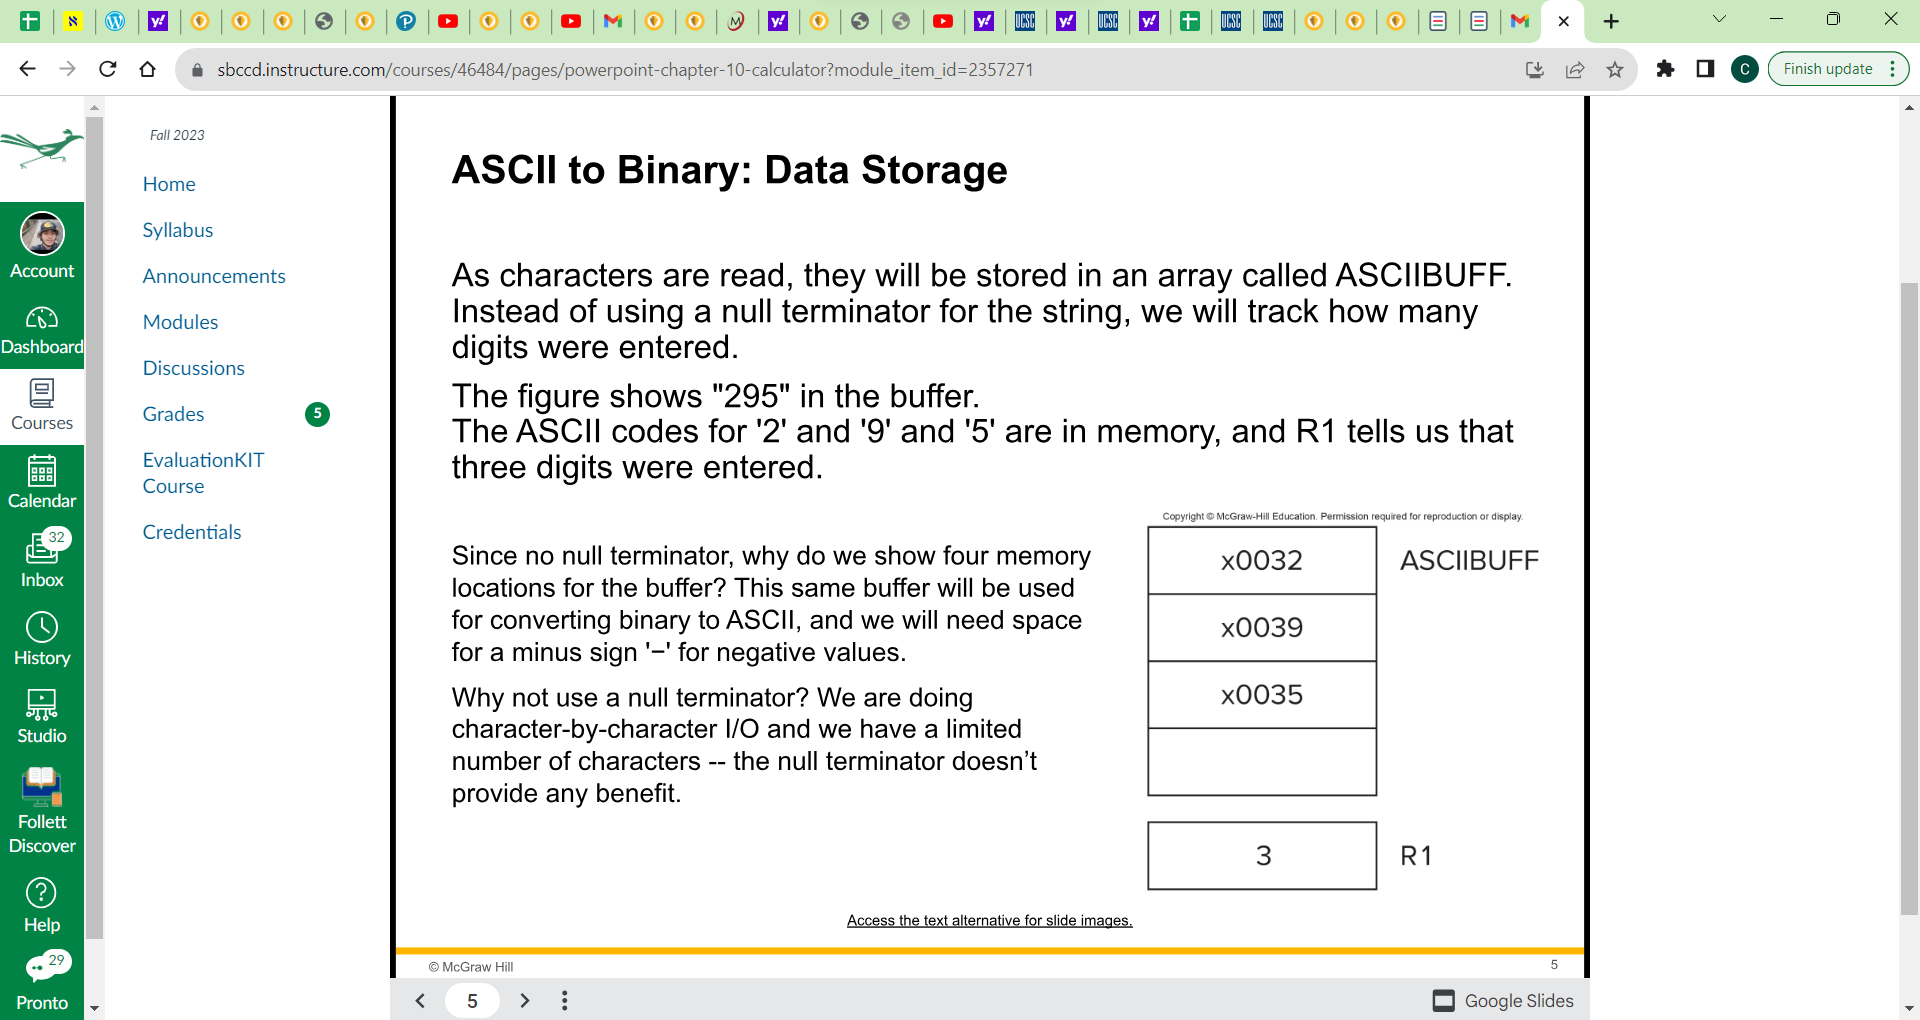 sbccd.instructure.com/courses/46484/pages/powerpoint-chapter-10-calculator?module_item_id=2357271
C
Finish update
Fall 2023
Home
Syllabus
Announcements
Modules
Discussions
Grades
5
EvaluationKIT
Course
Credentials
Account
Dashboard
Courses
Calendar
32
Inbox
History
Studio
Follett
Discover
Help
29
Pronto
ASCII to Binary: Data Storage
As characters are read, they will be stored in an array called ASCIIBUFF.
Instead of using a null terminator for the string, we will track how many
digits were entered.
The figure shows "295" in the buffer.
The ASCII codes for '2' and '9' and '5' are in memory, and R1 tells us that
three digits were entered.
Since no null terminator, why do we show four memory
locations for the buffer? This same buffer will be used
for converting binary to ASCII, and we will need space
for a minus sign '−' for negative values.
Why not use a null terminator? We are doing
character-by-character I/O and we have a limited
number of characters -- the null terminator doesn’t
provide any benefit.
Copyright © McGraw-Hill Education. Permission required for reproduction or display.
x0032 ASCIIBUFF
x0039
x0035
3 R1
Access the text alternative for slide images.
© McGraw Hill
5
5
Google Slides